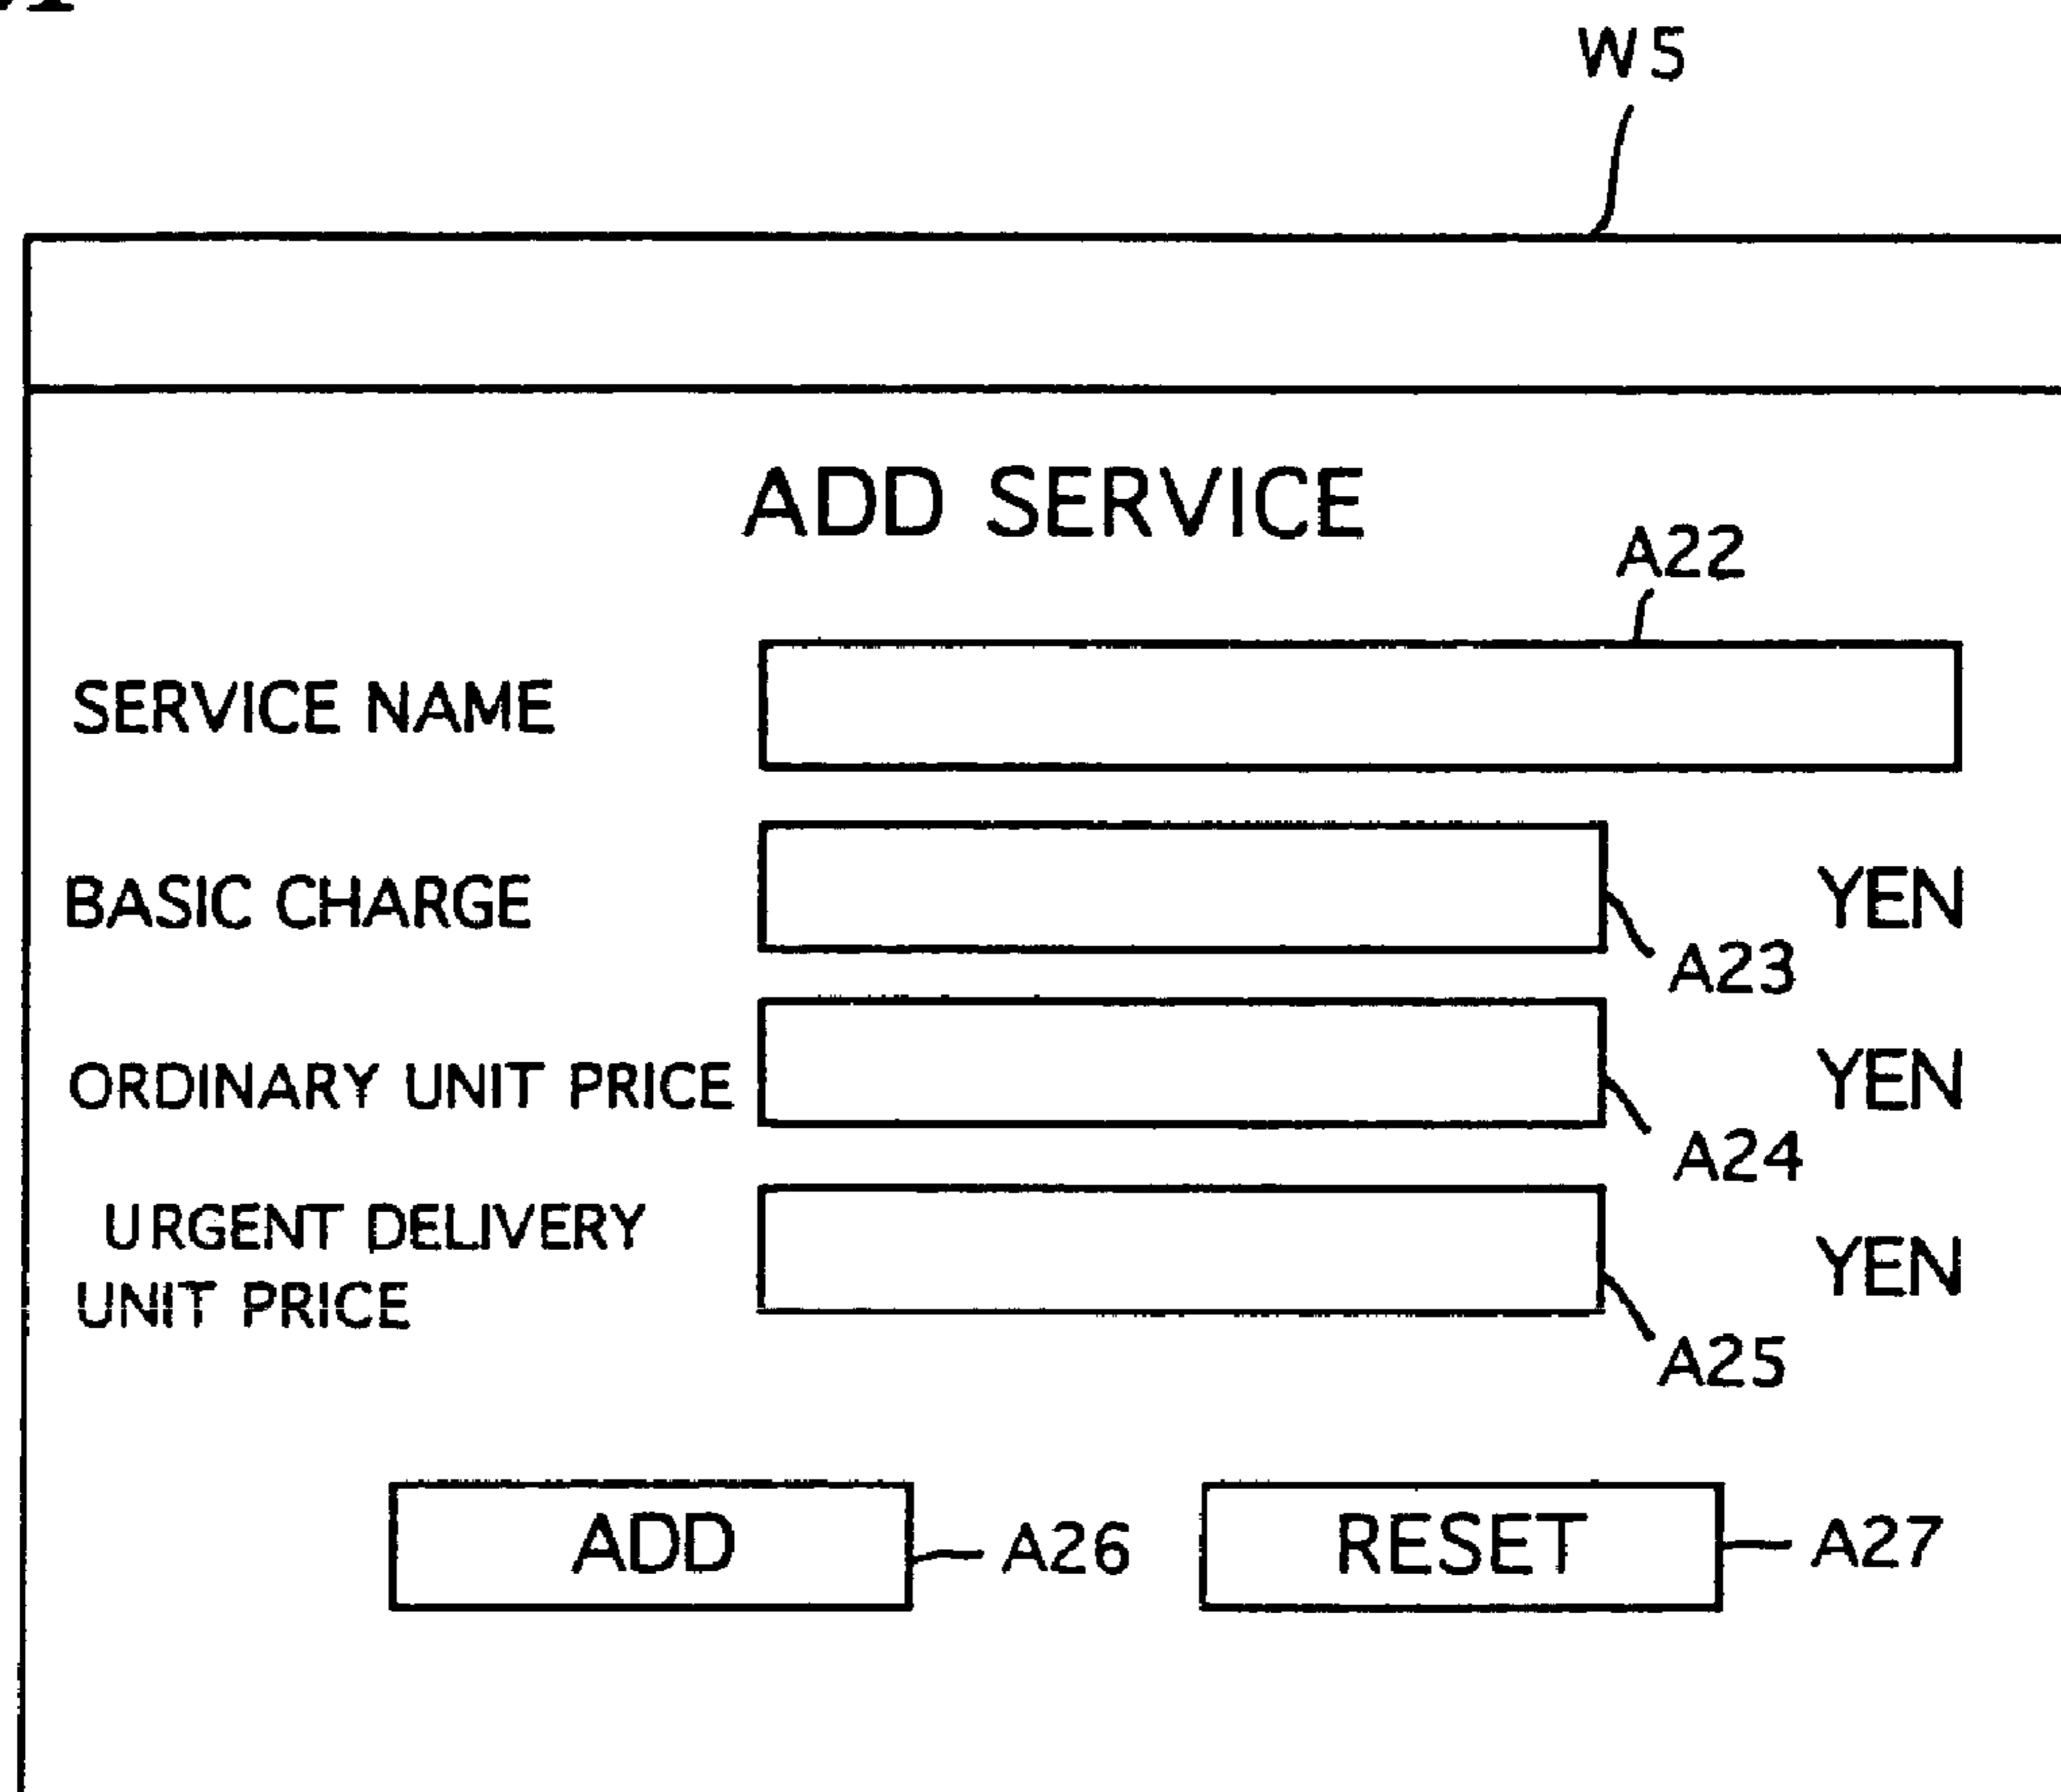 W5
ADD SERVICE
A22
SERVICE NAME
BASIC CHARGE YEN
A23
ORDINARY UNIT PRICE YEN
A24
URGENT DELIVERY
UNIT PRICE YEN
A25
ADD A26 RESET A27